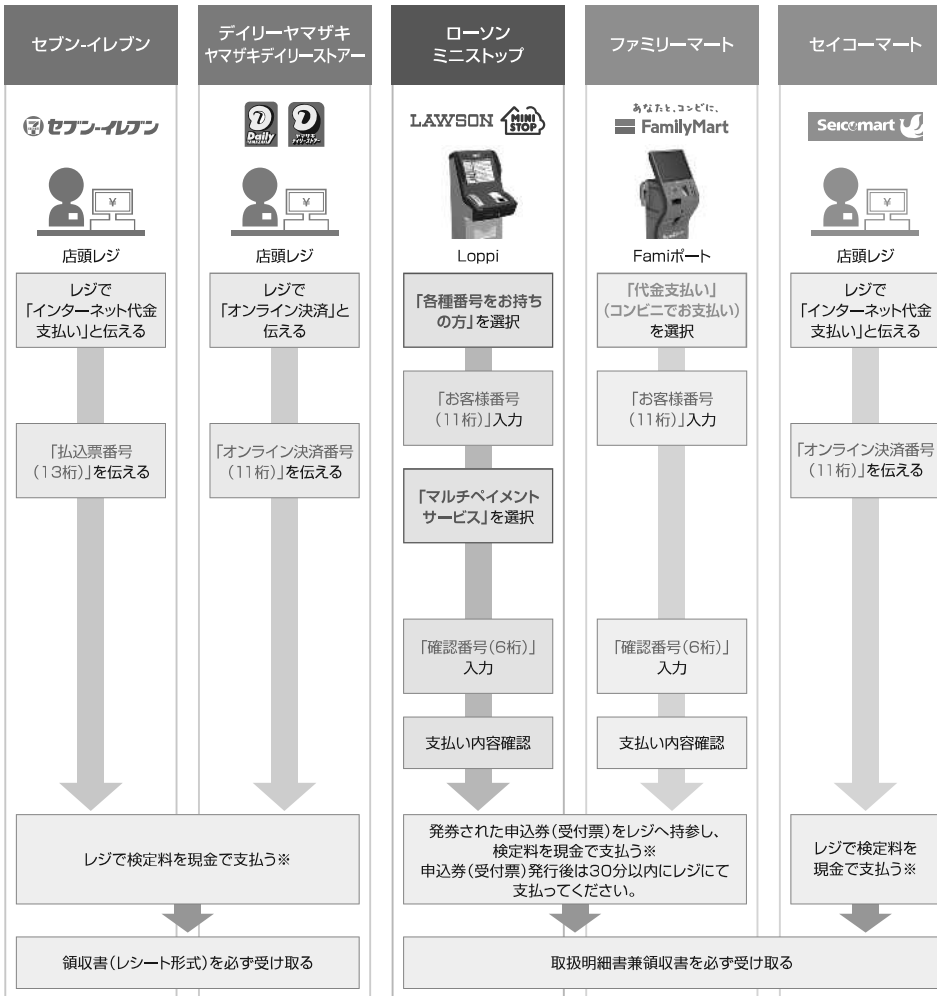 セブン-イレブン
デイリーヤマザキ
ヤマザキデイリーストアー
ローソン
ミニストップ
ファミリーマート
セイコーマート
セブン-イレブン
Daily
YAMAZAKI
ヤマザキ
デイリーストアー
LAWSON
MINI
STOP
あなたと、コンビに、
FamilyMart
Seicomart
¥
¥
¥
店頭レジ
店頭レジ
Loppi
Famiポート
店頭レジ
レジで
「インターネット代金
支払い」と伝える
レジで
「オンライン決済」と
伝える
「各種番号をお持ち
の方」を選択
「代金支払い」
(コンビニでお支払い)
を選択
レジで
「インターネット代金
支払い」と伝える
「お客様番号
(11桁)」入力
「お客様番号
(11桁)」入力
「払込票番号
(13桁)」を伝える
「オンライン決済番号
(11桁)」を伝える
「マルチペイメント
サービス」を選択
「オンライン決済番号
(11桁)」を伝える
「確認番号(6桁)」
入力
「確認番号(6桁)」
入力
支払い内容確認
支払い内容確認
レジで検定料を現金で支払う※
発券された申込券(受付票)をレジへ持参し、
検定料を現金で支払う※
申込券(受付票)発行後は30分以内にレジにて
支払ってください。
レジで検定料を
現金で支払う※
領収書(レシート形式)を必ず受け取る
取扱明細書兼領収書を必ず受け取る